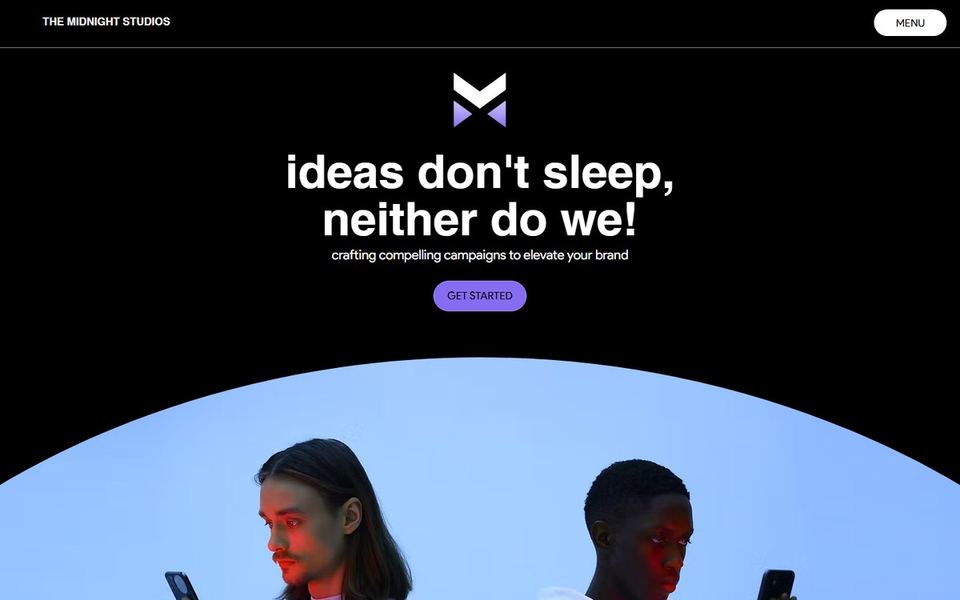 THE MIDNIGHT STUDIOS
MENU
ideas don't sleep,
neither do we!
crafting compelling campaigns to elevate your brand
GET STARTED